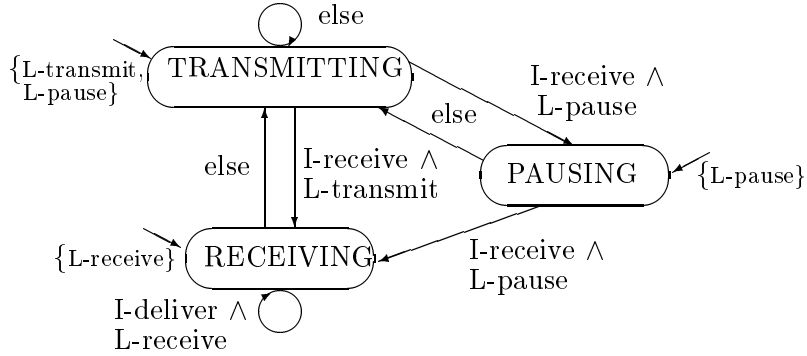 else
{L-transmit,
L-pause}
TRANSMITTING
I-receive ∧
L-pause
else
else
I-receive ∧
L-transmit
PAUSING
{L-pause}
{L-receive}
RECEIVING
I-receive ∧
L-pause
I-deliver ∧
L-receive